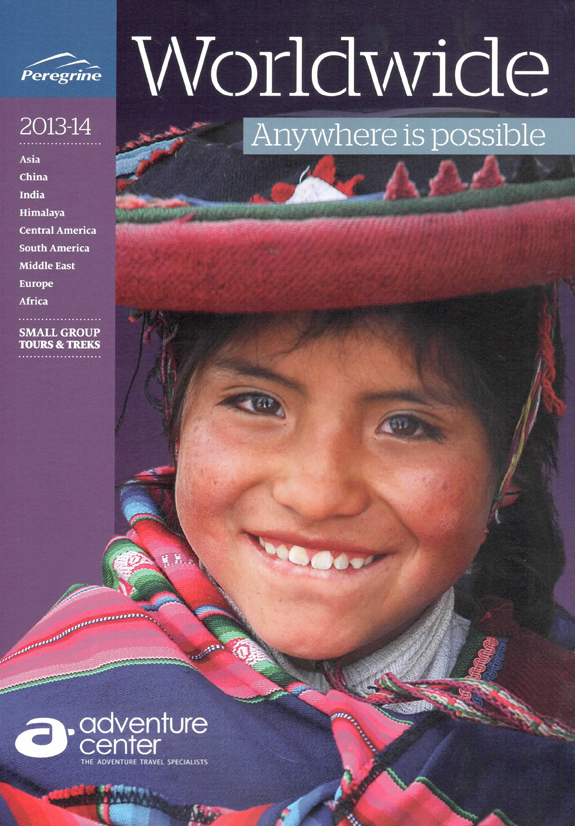 Peregrine
Worldwide
Anywhere is possible
2013-14
Asia
China
India
Himalaya
Central America
South America
Middle East
Europe
Africa
SMALL GROUP
TOURS & TREKS
adventure
center
THE ADVENTURE TRAVEL SPECIALISTS